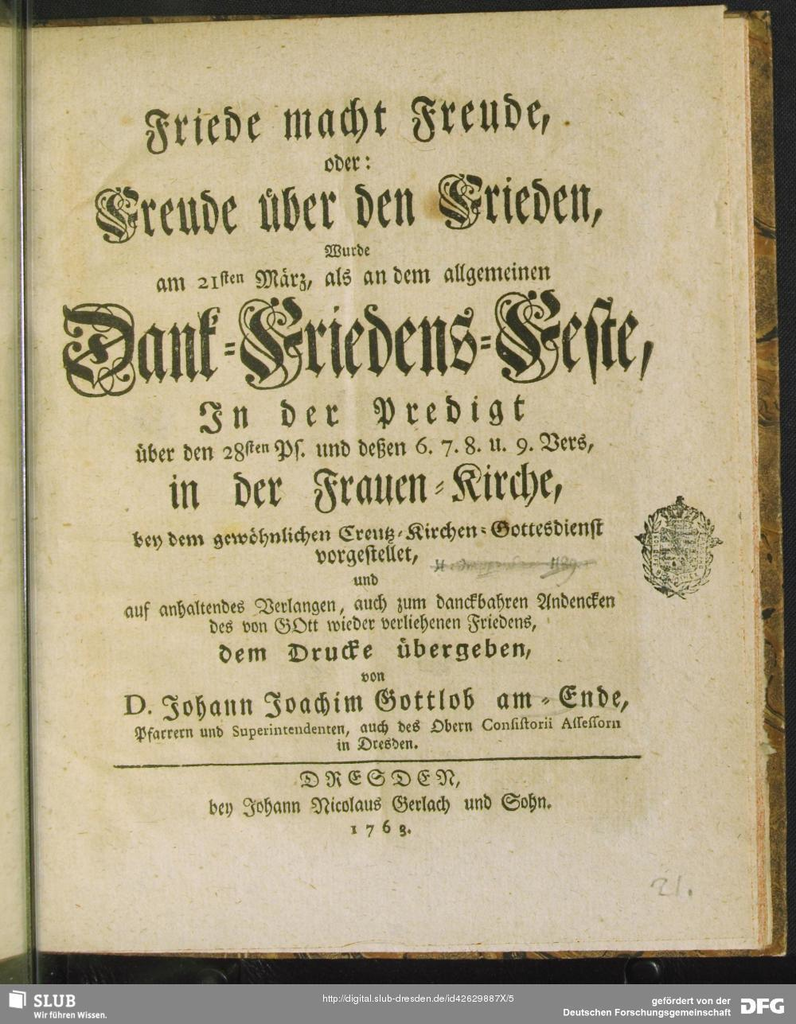 Friede macht Freude,
oder:
Freude über den Frieden,
Wurde
am 21sten März, als an dem allgemeinen
Dank-Friedens-Feste,
In der Predigt
über den 28sten Ps. und deßen 6. 7. 8. u. 9. Vers,
in der Frauen-Kirche,
bey dem gewöhnlichen Creutz-Kirchen-Gottesdienst
vorgestellet,
und
auf anhaltendes Verlangen, auch zum danckbahren Andencken
des von GOtt wieder verliehenen Friedens,
dem Drucke übergeben,
von
D. Johann Joachim Gottlob am-Ende,
Pfarrern und Superintendenten, auch des Obern Consistorii Assessorn
in Dresden.
DRESDEN,
bey Johann Nicolaus Gerlach und Sohn.
1763.
21.
SLUB
Wir führen Wissen.
http://digital.slub-dresden.de/id42629887X/5
gefördert von der
Deutschen Forschungsgemeinschaft
DFG